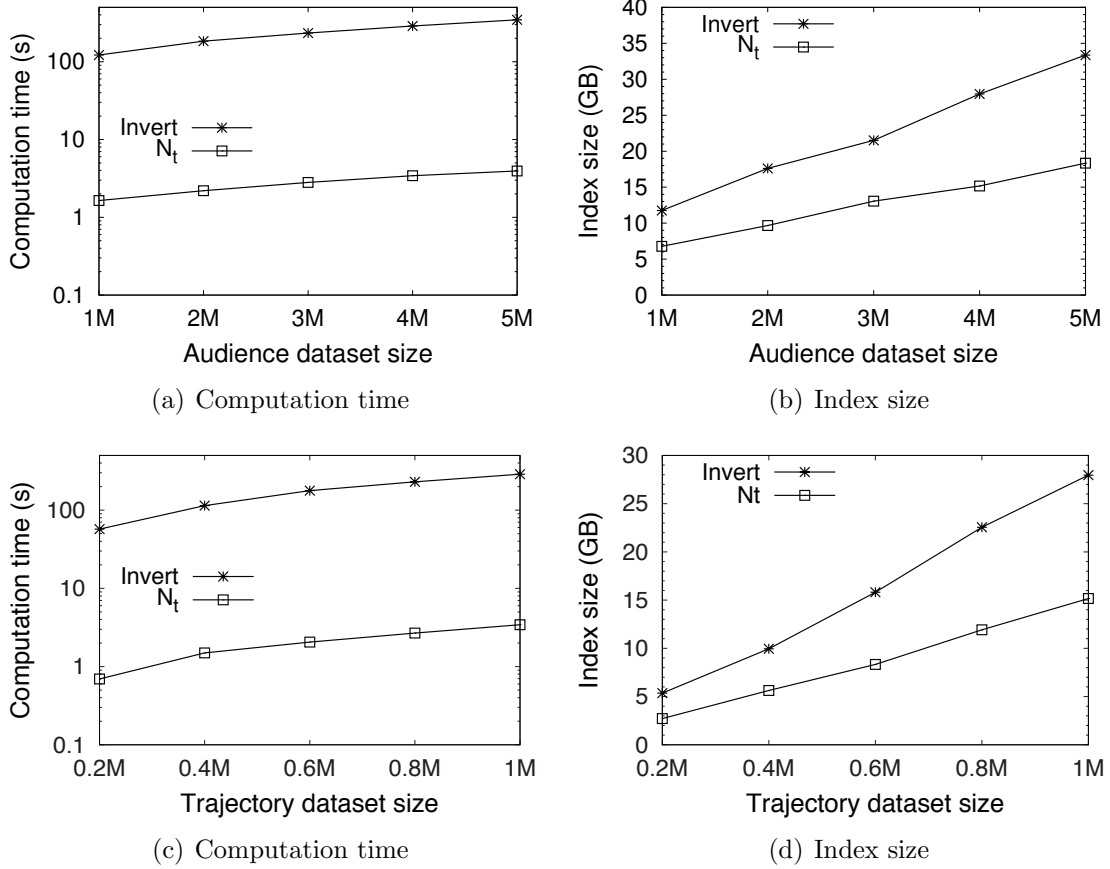 Computation time (s)
100
10
1
0.1
Invert
N_t
1M 2M 3M 4M 5M
Audience dataset size
(a) Computation time
Index size (GB)
40
35
30
25
20
15
10
5
0
Invert
N_t
1M 2M 3M 4M 5M
Audience dataset size
(b) Index size
Computation time (s)
100
10
1
0.1
Invert
N_t
0.2M 0.4M 0.6M 0.8M 1M
Trajectory dataset size
(c) Computation time
Index size (GB)
30
25
20
15
10
5
0
Invert
Nt
0.2M 0.4M 0.6M 0.8M 1M
Trajectory dataset size
(d) Index size